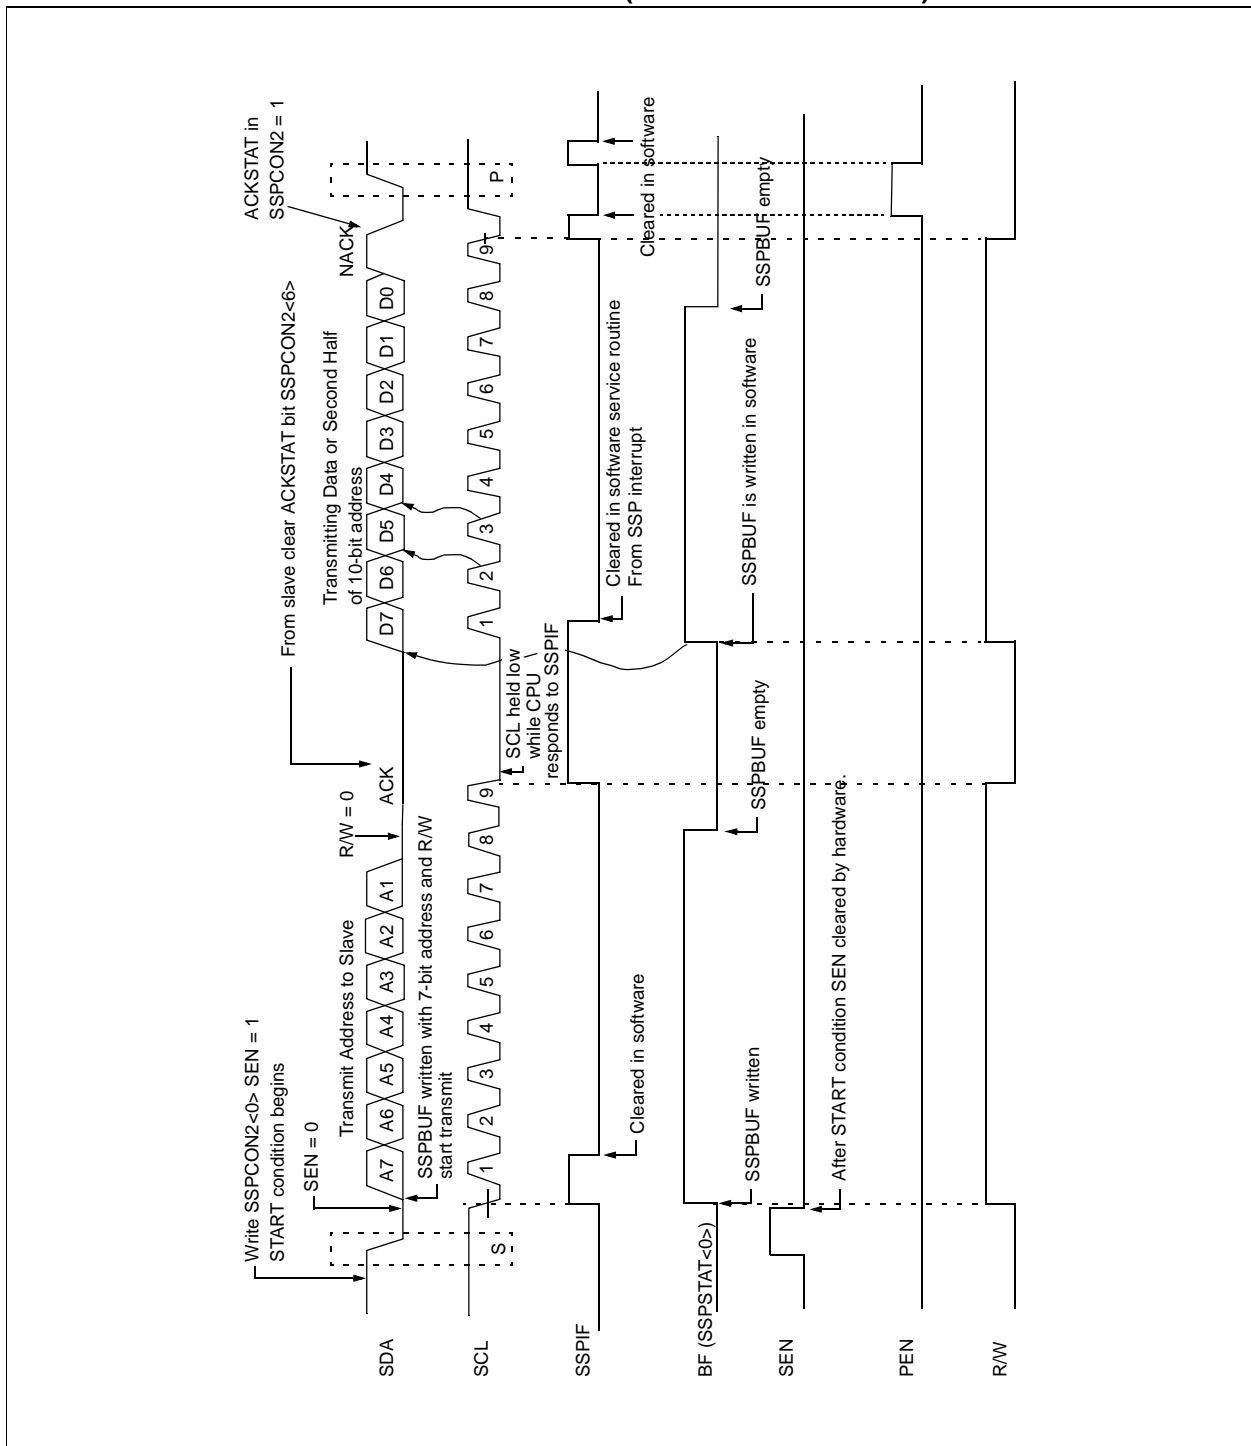 Write SSPCON2<0> SEN = 1
START condition begins
SEN = 0
Transmit Address to Slave
R/W = 0
From slave clear ACKSTAT bit SSPCON2<6>
Transmitting Data or Second Half
of 10-bit address
ACKSTAT in
SSPCON2 = 1
ACK
NACK
SDA
A7 A6 A5 A4 A3 A2 A1
D7 D6 D5 D4 D3 D2 D1 D0
SSPBUF written with 7-bit address and R/W
start transmit
SCL
S
1 2 3 4 5 6 7 8 9
1 2 3 4 5 6 7 8 9
P
SCL held low
while CPU
responds to SSPIF
SSPIF
Cleared in software
Cleared in software service routine
From SSP interrupt
Cleared in software
BF (SSPSTAT<0>)
SSPBUF written
SSPBUF empty
SSPBUF is written in software
SSPBUF empty
SEN
After START condition SEN cleared by hardware.
PEN
R/W